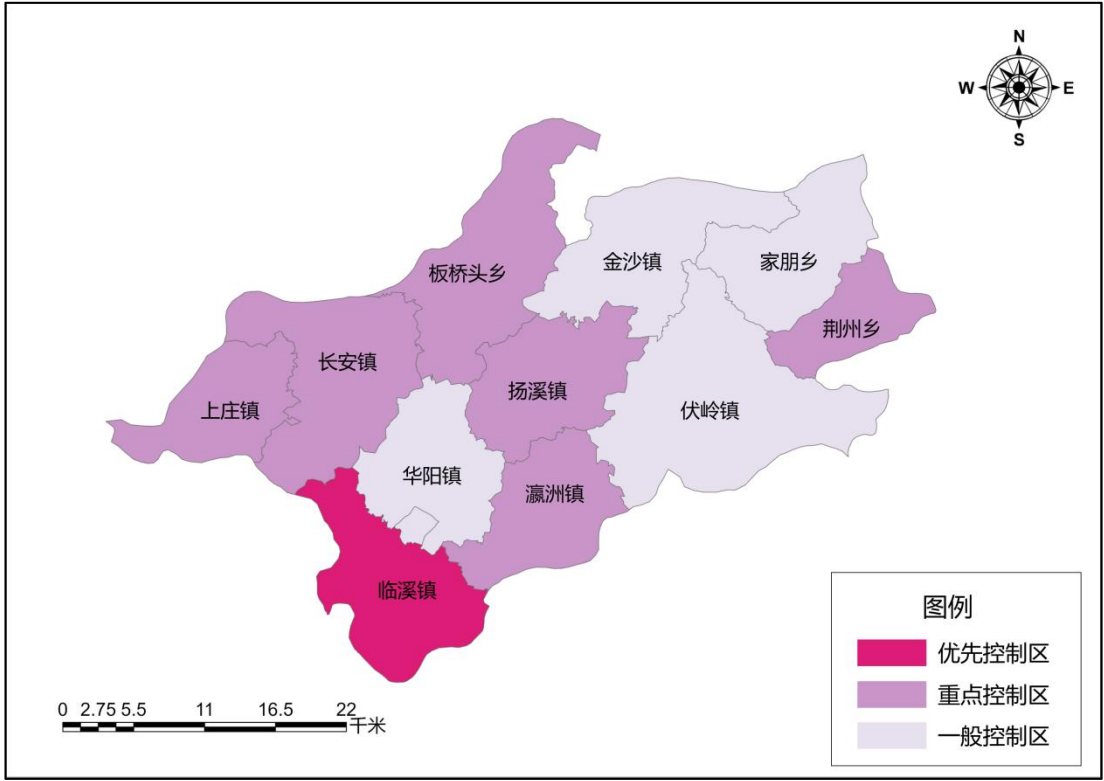 N
W E
S
金沙镇
家朋乡
板桥头乡
荆州乡
长安镇
扬溪镇
上庄镇
伏岭镇
华阳镇
瀛洲镇
临溪镇
图例
优先控制区
重点控制区
一般控制区
0 2.75 5.5 11 16.5 22
千米